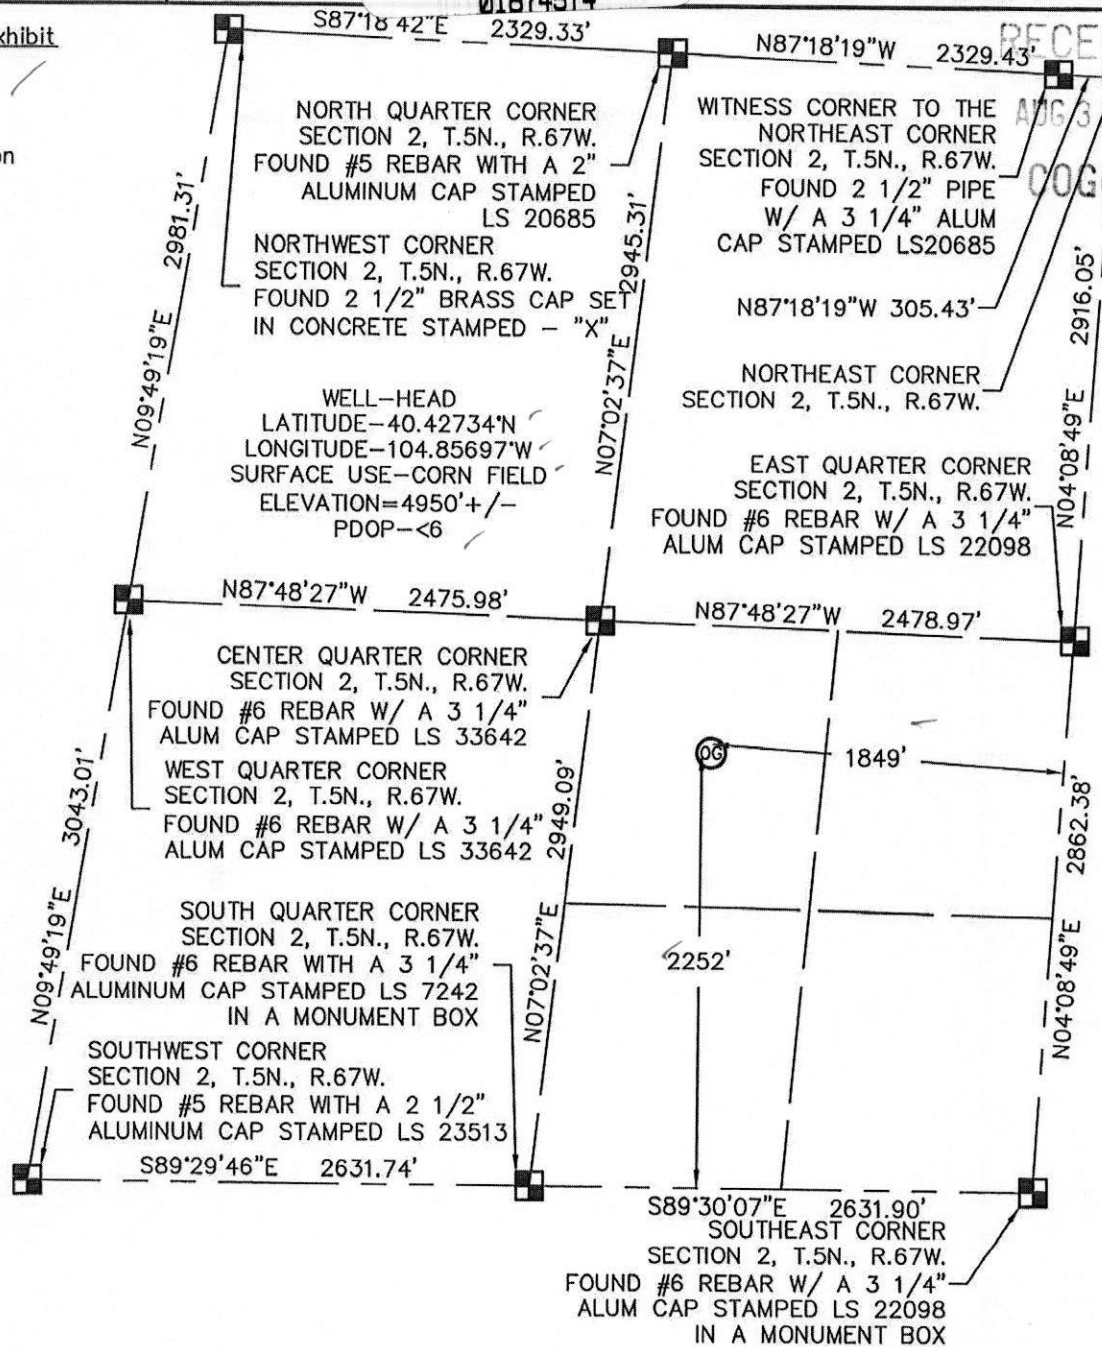 01674514
xhibit
S87°18'42"E 2329.33'
N87°18'19"W 2329.43'
RECE
AUG 3
COG
on
NORTH QUARTER CORNER
SECTION 2, T.5N., R.67W.
FOUND #5 REBAR WITH A 2"
ALUMINUM CAP STAMPED
LS 20685
WITNESS CORNER TO THE
NORTHEAST CORNER
SECTION 2, T.5N., R.67W.
FOUND 2 1/2" PIPE
W/ A 3 1/4" ALUM
CAP STAMPED LS20685
NORTHWEST CORNER
SECTION 2, T.5N., R.67W.
FOUND 2 1/2" BRASS CAP SET
IN CONCRETE STAMPED - "X"
N87°18'19"W 305.43'
NORTHEAST CORNER
SECTION 2, T.5N., R.67W.
N09°49'19"E 2981.31'
N07°02'37"E 2945.31'
N04°08'49"E 2916.05'
WELL-HEAD
LATITUDE-40.42734°N
LONGITUDE-104.85697°W
SURFACE USE-CORN FIELD
ELEVATION=4950'+/-
PDOP-<6
EAST QUARTER CORNER
SECTION 2, T.5N., R.67W.
FOUND #6 REBAR W/ A 3 1/4"
ALUM CAP STAMPED LS 22098
N87°48'27"W 2475.98'
N87°48'27"W 2478.97'
CENTER QUARTER CORNER
SECTION 2, T.5N., R.67W.
FOUND #6 REBAR W/ A 3 1/4"
ALUM CAP STAMPED LS 33642
OG
1849'
WEST QUARTER CORNER
SECTION 2, T.5N., R.67W.
FOUND #6 REBAR W/ A 3 1/4"
ALUM CAP STAMPED LS 33642
N09°49'19"E 3043.01'
N07°02'37"E 2949.09'
N04°08'49"E 2862.38'
2252'
SOUTH QUARTER CORNER
SECTION 2, T.5N., R.67W.
FOUND #6 REBAR WITH A 3 1/4"
ALUMINUM CAP STAMPED LS 7242
IN A MONUMENT BOX
SOUTHWEST CORNER
SECTION 2, T.5N., R.67W.
FOUND #5 REBAR WITH A 2 1/2"
ALUMINUM CAP STAMPED LS 23513
S89°29'46"E 2631.74'
S89°30'07"E 2631.90'
SOUTHEAST CORNER
SECTION 2, T.5N., R.67W.
FOUND #6 REBAR W/ A 3 1/4"
ALUM CAP STAMPED LS 22098
IN A MONUMENT BOX